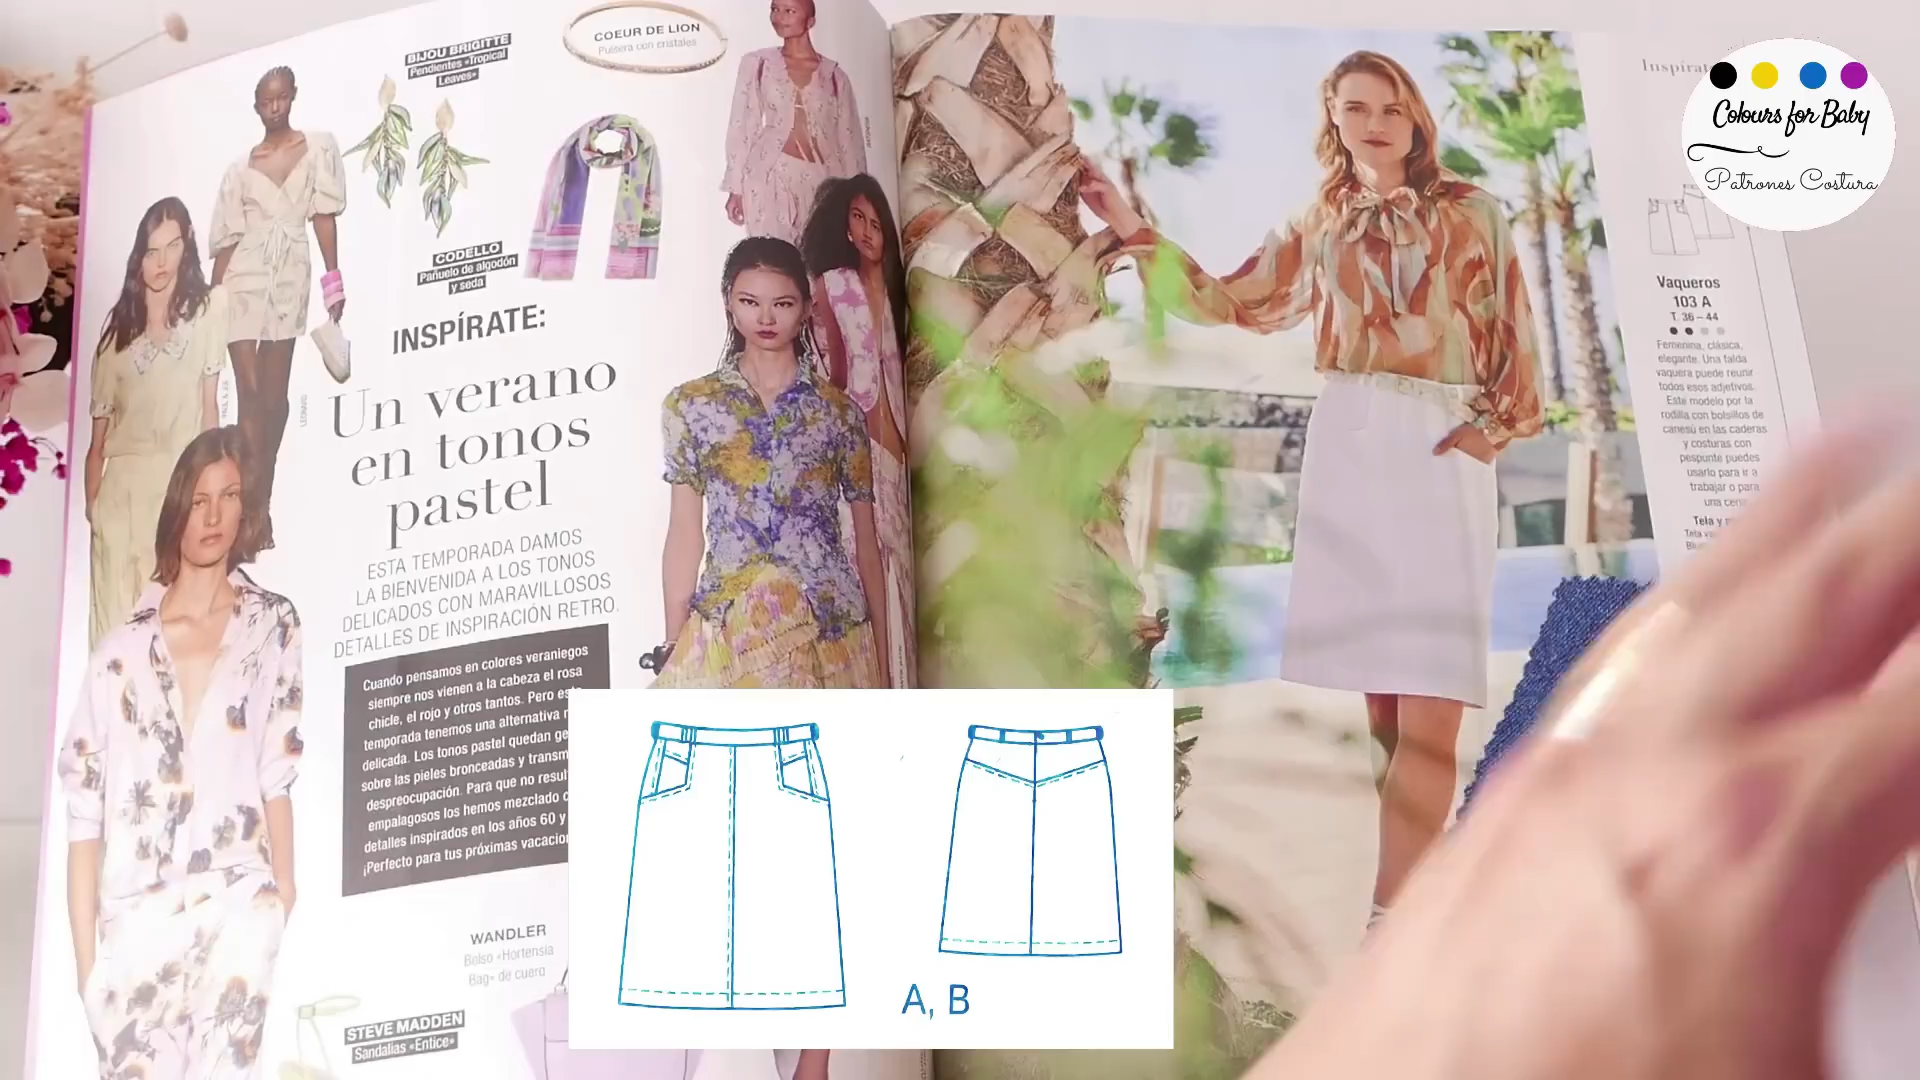 BIJOU BRIGITTE
Pendientes «Tropical
Leaves»
COEUR DE LION
Pulsera con cristales
CODELLO
Pañuelo de algodón
y seda
INSPÍRATE:
Un verano
en tonos
pastel
ESTA TEMPORADA DAMOS
LA BIENVENIDA A LOS TONOS
DELICADOS CON MARAVILLOSOS
DETALLES DE INSPIRACIÓN RETRO.
Cuando pensamos en colores veraniegos
siempre nos vienen a la cabeza el rosa
chicle, el rojo y otros tantos. Pero
temporada tenemos una alternativa
delicada. Los tonos pastel quedan
sobre las pieles bronceadas y
despreocupación. Para que no
empalagosos los hemos mezclado
detalles inspirados en los años 60 y
¡Perfecto para tus próximas
WANDLER
Bolso «Hortensia
Bag» de cuero
STEVE MADDEN
Sandalias «Entice»
A, B
Colours for Baby
Patrones Costura
Vaqueros
103 A
T. 36 – 44
Femenina, clásica,
elegante. Una falda
vaquera puede reunir
todos esos adjetivos.
Este modelo por la
rodilla con bolsillos de
canesú en las caderas
y costuras con
pespunte puedes
usarlo para ir a
trabajar o para
una
Tela y
Tela